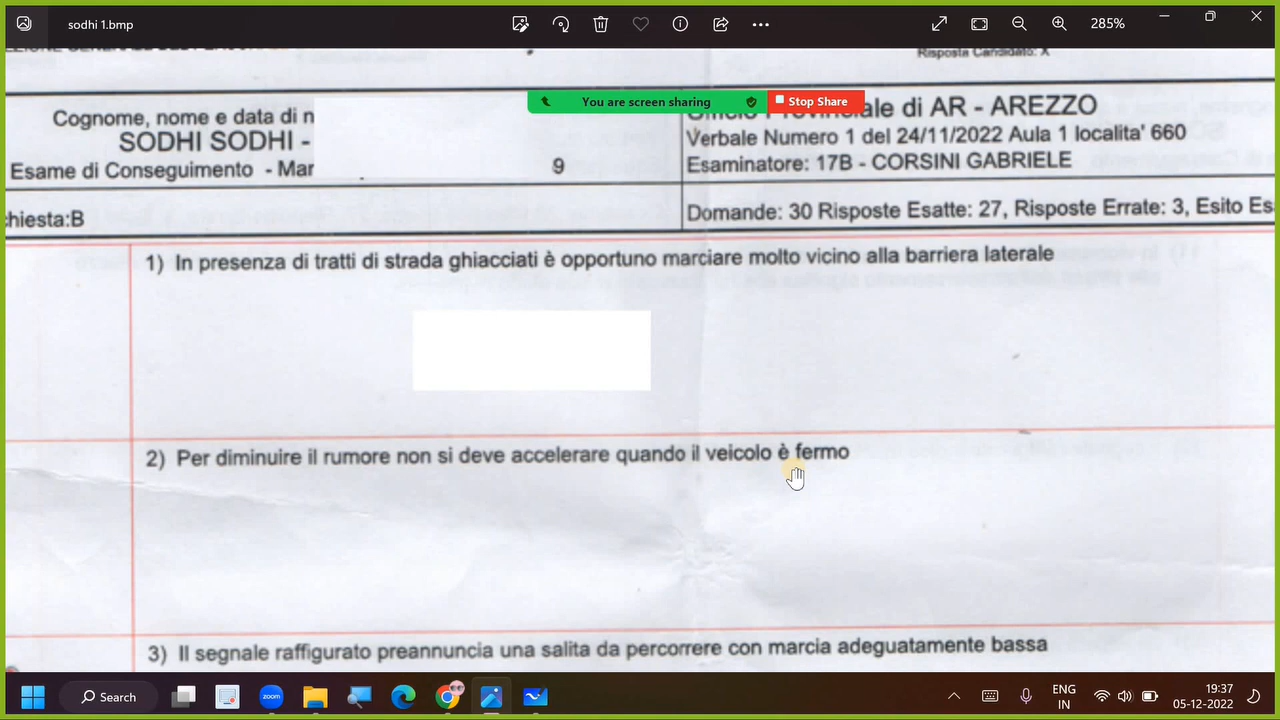 sodhi 1.bmp
285%
Risposta Candidato: X
You are screen sharing
Stop Share
Cognome, nome e data di n
SODHI SODHI -
Esame di Conseguimento - Mar
9
ale di AR - AREZZO
Verbale Numero 1 del 24/11/2022 Aula 1 localita' 660
Esaminatore: 17B - CORSINI GABRIELE
chiesta:B
Domande: 30 Risposte Esatte: 27, Risposte Errate: 3, Esito Es
1) In presenza di tratti di strada ghiacciati è opportuno marciare molto vicino alla barriera laterale
2) Per diminuire il rumore non si deve accelerare quando il veicolo è fermo
3) Il segnale raffigurato preannuncia una salita da percorrere con marcia adeguatamente bassa
Search
zoom
ENG
IN
19:37
05-12-2022